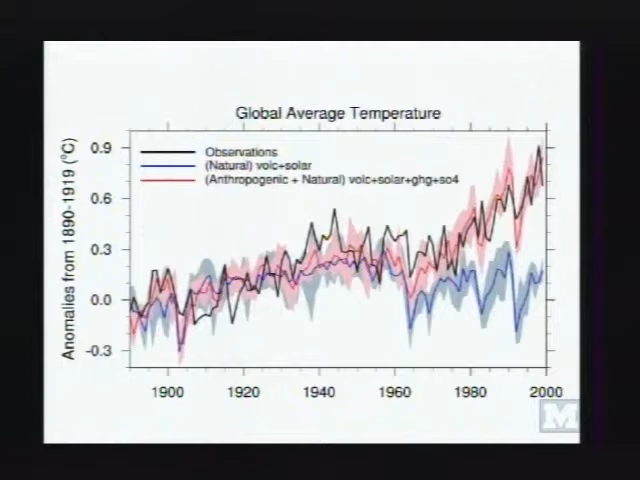 Global Average Temperature
Anomalies from 1890-1919 (°C)
0.9
0.6
0.3
0.0
-0.3
Observations
(Natural) volc+solar
(Anthropogenic + Natural) volc+solar+ghg+so4
1900 1920 1940 1960 1980 2000
M